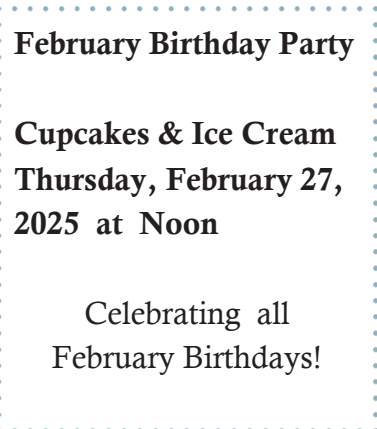 February Birthday Party
Cupcakes & Ice Cream
Thursday, February 27,
2025 at Noon
Celebrating all
February Birthdays!